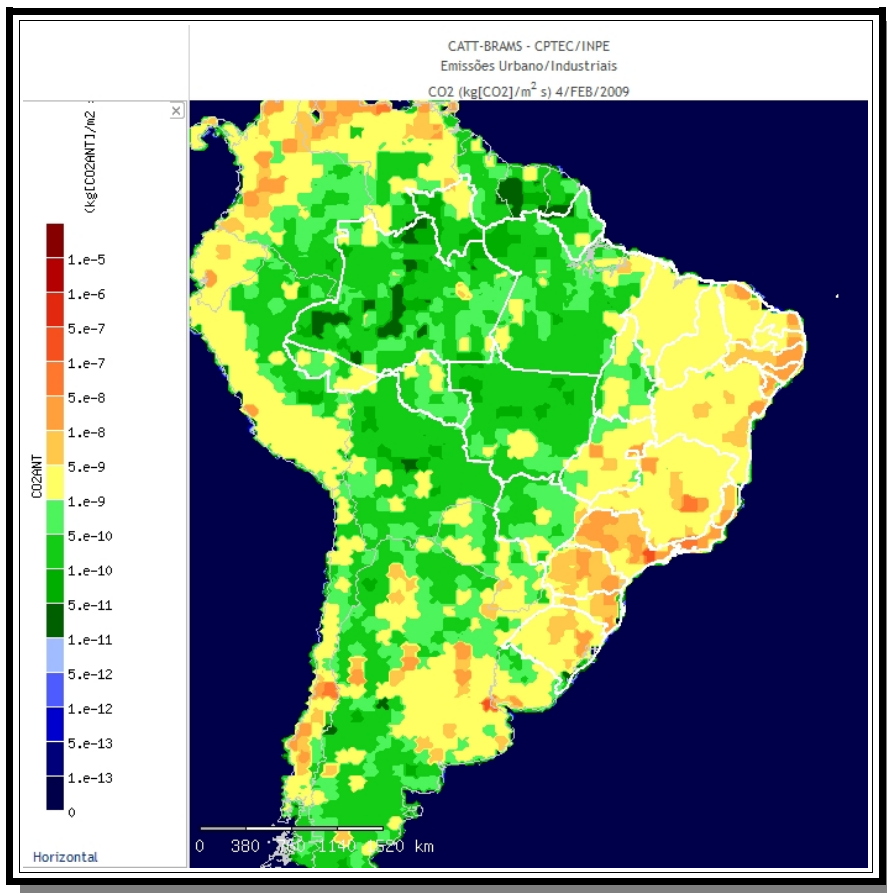 CATT-BRAMS - CPTEC/INPE
Emissões Urbano/Industriais
CO2 (kg[CO2]/m² s) 4/FEB/2009
(kg[CO2ANT]/m2 :
CO2ANT
1.e-5
1.e-6
5.e-7
1.e-7
5.e-8
1.e-8
5.e-9
1.e-9
5.e-10
1.e-10
5.e-11
1.e-11
5.e-12
1.e-12
5.e-13
1.e-13
0
Horizontal
0 380 1140 1520 km